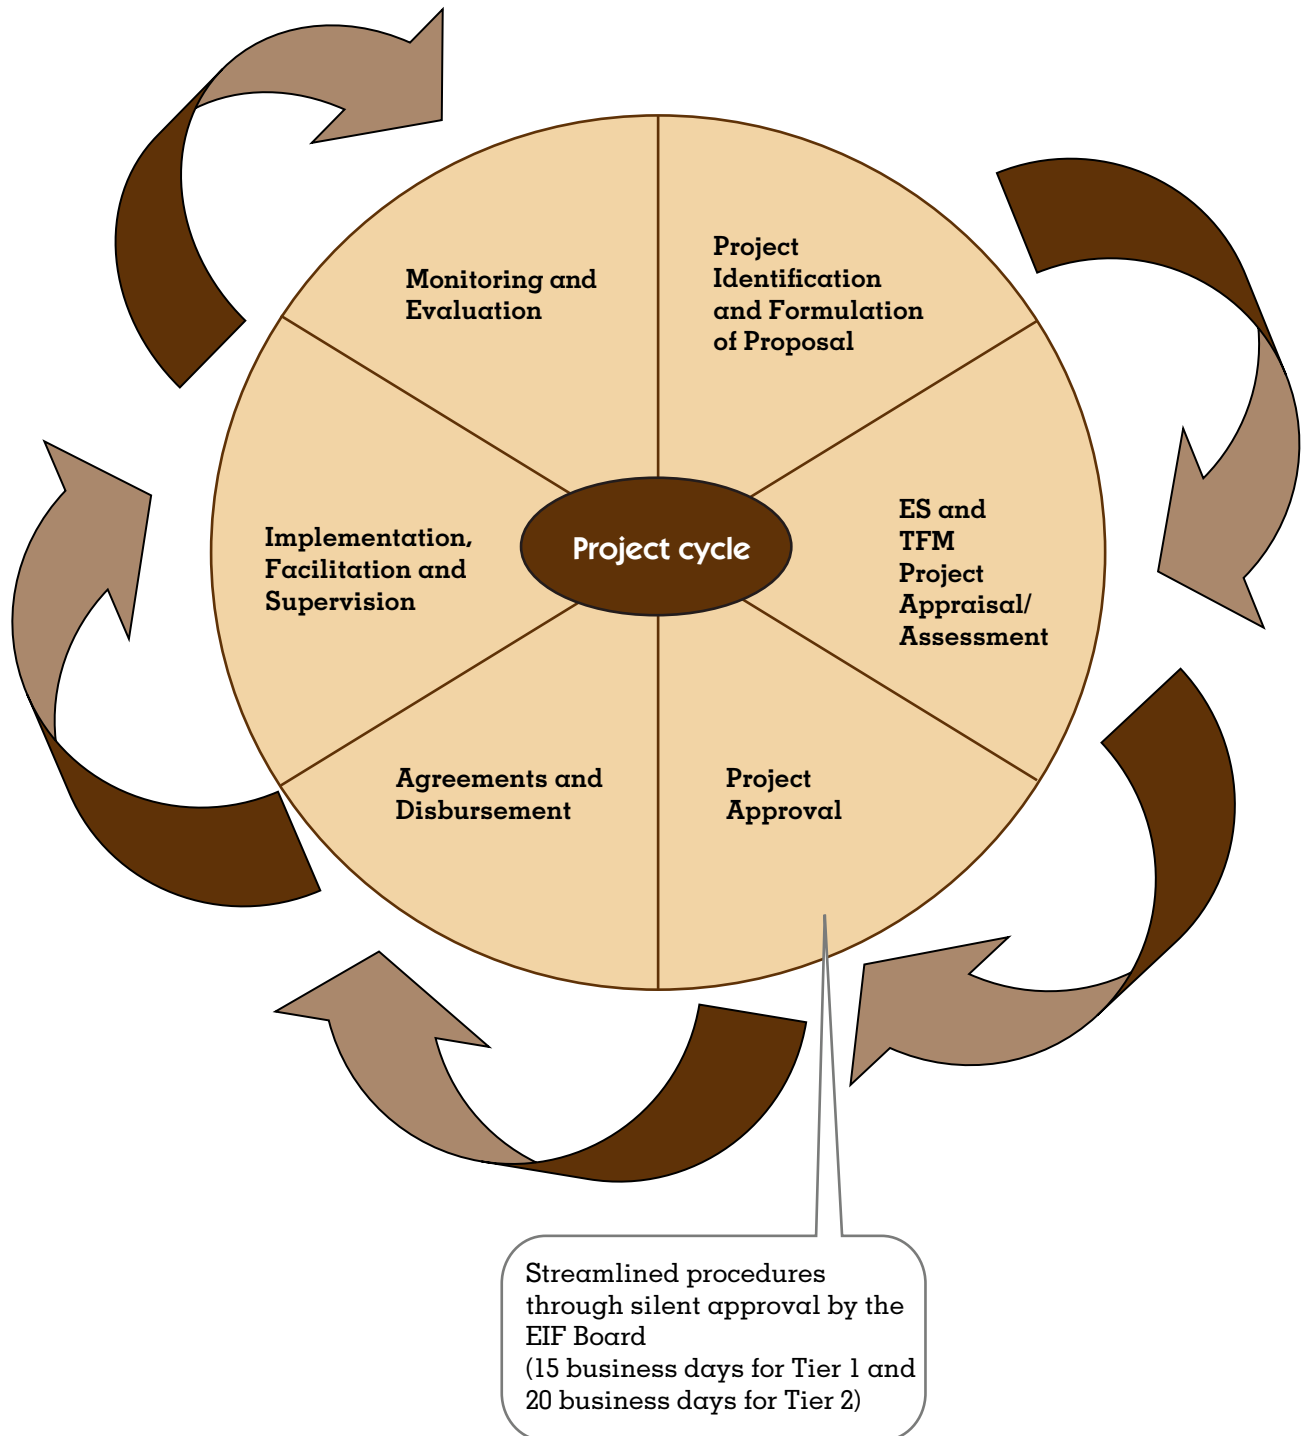 Project
Identification
and Formulation
of Proposal
Monitoring and
Evaluation
ES and
TFM
Project
Appraisal/
Assessment
Implementation,
Facilitation and
Supervision
Project cycle
Agreements and
Disbursement
Project
Approval
Streamlined procedures
through silent approval by the
EIF Board
(15 business days for Tier 1 and
20 business days for Tier 2)